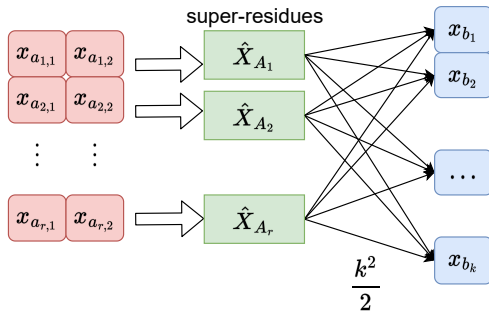 super-residues
x_{a_{1,1}} x_{a_{1,2}} \hat{X}_{A_1} x_{b_1}
x_{a_{2,1}} x_{a_{2,2}} \hat{X}_{A_2} x_{b_2}
⋮ ⋮ ...
x_{a_{r,1}} x_{a_{r,2}} \hat{X}_{A_r} x_{b_k}
\frac{k^2}{2}